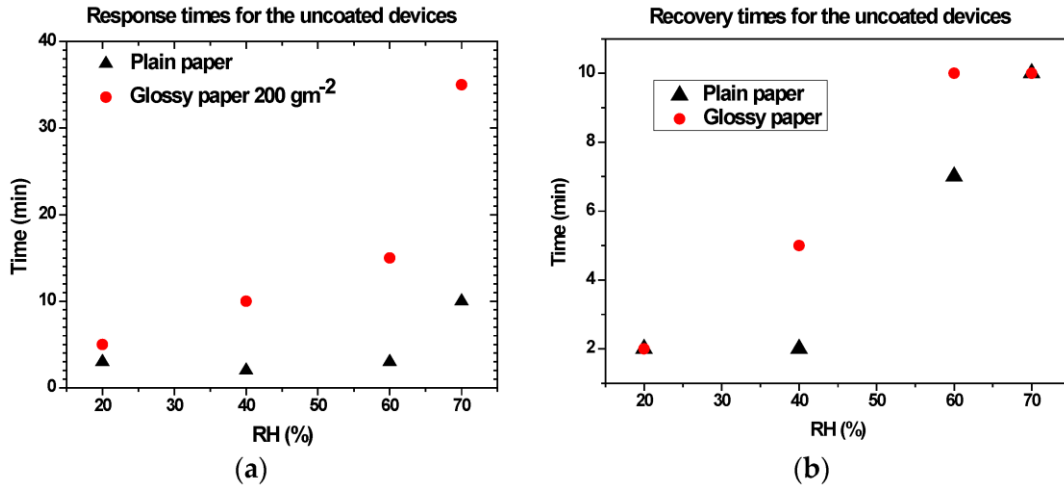 Response times for the uncoated devices
40
30
20
10
0
Time (min)
Plain paper
Glossy paper 200 gm⁻²
20 30 40 50 60 70
RH (%)
(a)
Recovery times for the uncoated devices
10
8
6
4
2
Time (min)
Plain paper
Glossy paper
20 30 40 50 60 70
RH (%)
(b)